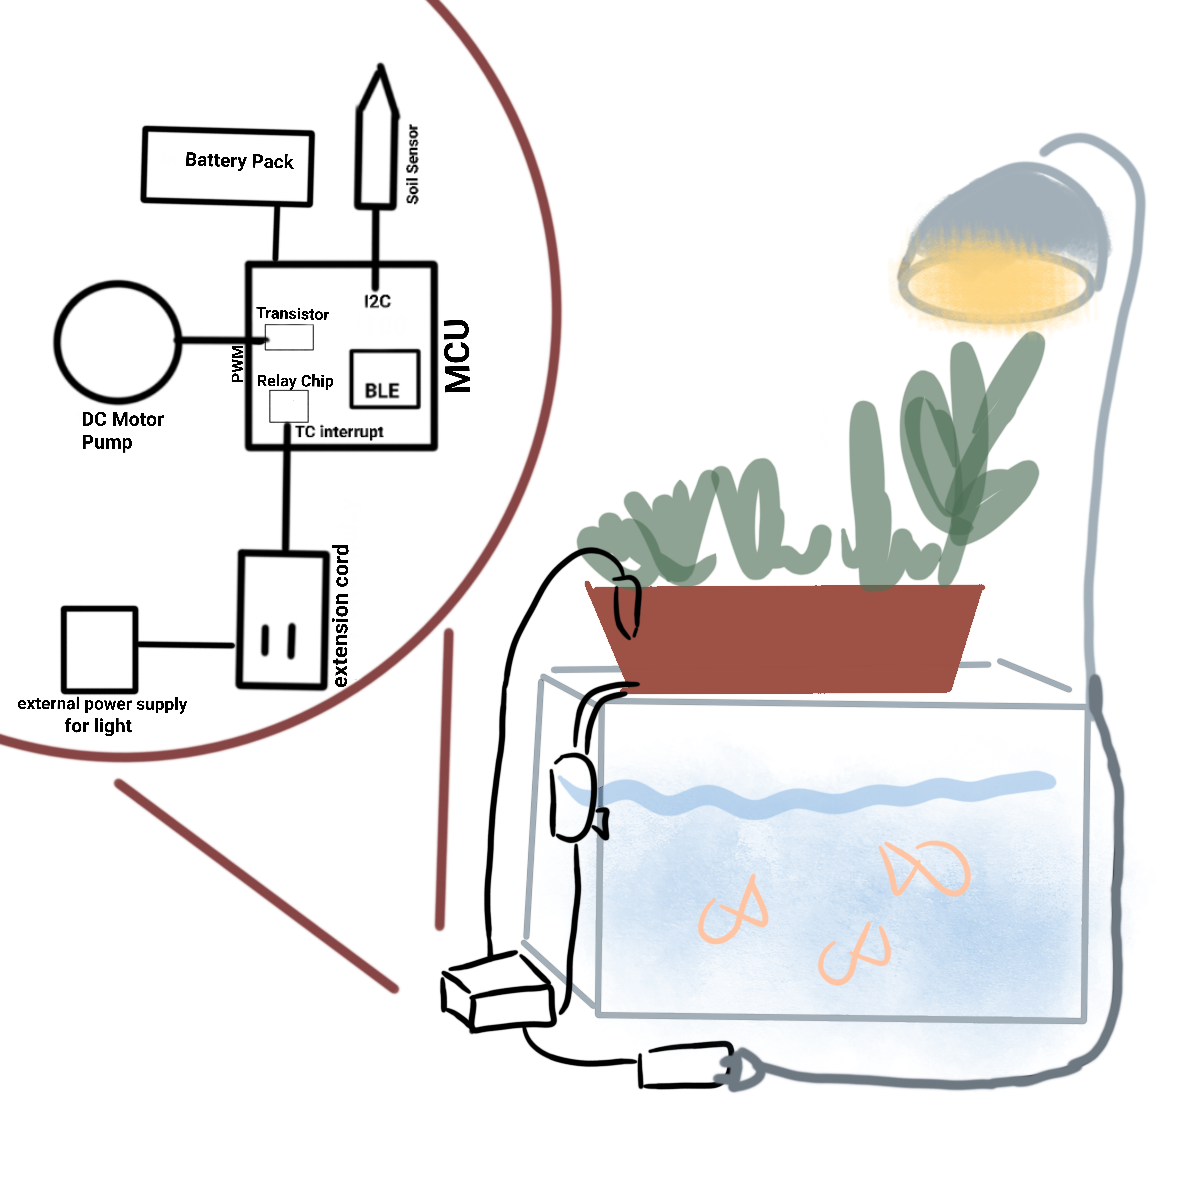 Battery Pack
Soil Sensor
I2C
Transistor
PWM
MCU
Relay Chip
BLE
TC interrupt
DC Motor
Pump
extension cord
external power supply
for light